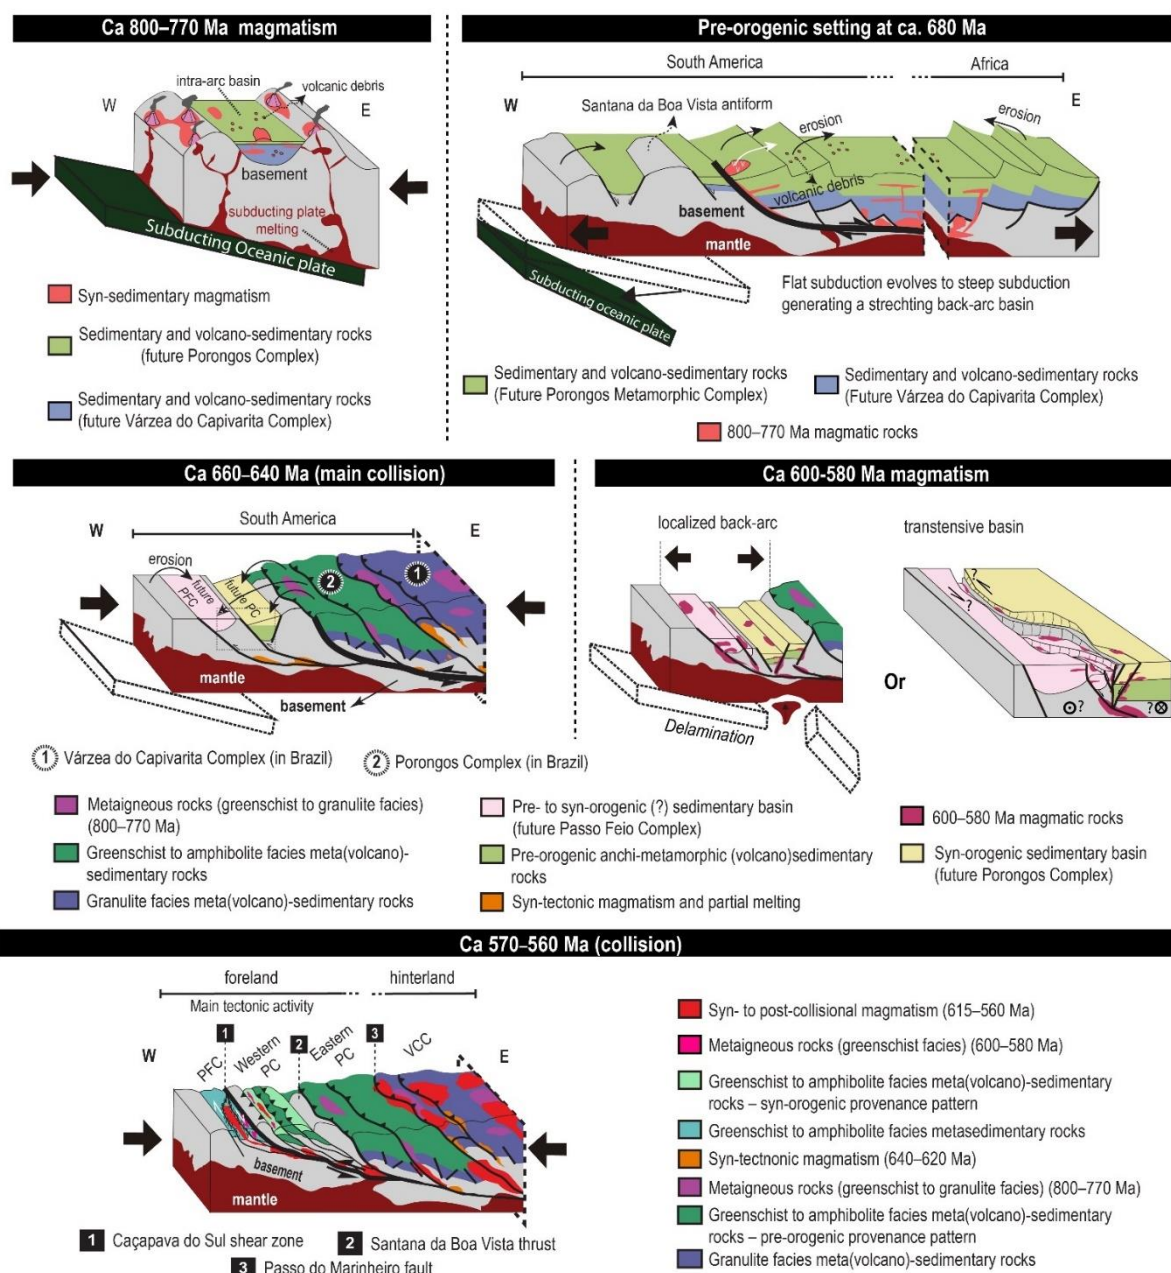 Ca 800–770 Ma magmatism
intra-arc basin
volcanic debris
W
E
basement
subducting plate
melting
Subducting Oceanic plate
Syn-sedimentary magmatism
Sedimentary and volcano-sedimentary rocks
(future Porongos Complex)
Sedimentary and volcano-sedimentary rocks
(future Várzea do Capivarita Complex)
Pre-orogenic setting at ca. 680 Ma
South America
Africa
W
E
Santana da Boa Vista antiform
erosion
erosion
volcanic debris
basement
mantle
Subducting oceanic plate
Flat subduction evolves to steep subduction
generating a strechting back-arc basin
Sedimentary and volcano-sedimentary rocks
(Future Porongos Metamorphic Complex)
Sedimentary and volcano-sedimentary rocks
(Future Várzea do Capivarita Complex)
800–770 Ma magmatic rocks
Ca 660–640 Ma (main collision)
South America
W
E
erosion
future
PFC
future PC
2
1
mantle
basement
1 Várzea do Capivarita Complex (in Brazil)
2 Porongos Complex (in Brazil)
Ca 600-580 Ma magmatism
localized back-arc
transtensive basin
Delamination
Or
?
?
?
?
Metaigneous rocks (greenschist to granulite facies)
(800–770 Ma)
Greenschist to amphibolite facies meta(volcano)-
sedimentary rocks
Granulite facies meta(volcano)-sedimentary rocks
Pre- to syn-orogenic (?) sedimentary basin
(future Passo Feio Complex)
Pre-orogenic anchi-metamorphic (volcano)sedimentary
rocks
Syn-tectonic magmatism and partial melting
600–580 Ma magmatic rocks
Syn-orogenic sedimentary basin
(future Porongos Complex)
Ca 570–560 Ma (collision)
foreland
hinterland
Main tectonic activity
W
E
1
2
3
PFC
Western
PC
Eastern
PC
VCC
basement
mantle
1 Caçapava do Sul shear zone
2 Santana da Boa Vista thrust
3 Passo do Marinheiro fault
Syn- to post-collisional magmatism (615–560 Ma)
Metaigneous rocks (greenschist facies) (600–580 Ma)
Greenschist to amphibolite facies meta(volcano)-sedimentary
rocks – syn-orogenic provenance pattern
Greenschist to amphibolite facies metasedimentary rocks
Syn-tectnonic magmatism (640–620 Ma)
Metaigneous rocks (greenschist to granulite facies) (800–770 Ma)
Greenschist to amphibolite facies meta(volcano)-sedimentary
rocks – pre-orogenic provenance pattern
Granulite facies meta(volcano)-sedimentary rocks